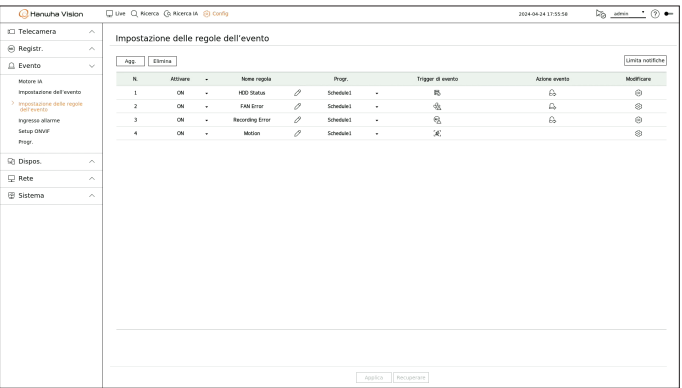 Hanwha Vision
Live Ricerca Ricerca IA Config
2024-04-24 17:55:58 admin
Telecamera
Registr.
Evento
Motore IA
Impostazione dell'evento
Impostazione delle regole
dell'evento
Ingresso allarme
Setup ONVIF
Progr.
Dispos.
Rete
Sistema
Impostazione delle regole dell'evento
Agg. Elimina Limita notifiche
N. Attivare Nome regola Progr. Trigger di evento Azione evento Modificare
1 ON HDD Status Schedule1
2 ON FAN Error Schedule1
3 ON Recording Error Schedule1
4 ON Motion Schedule1
Applica Recuperare